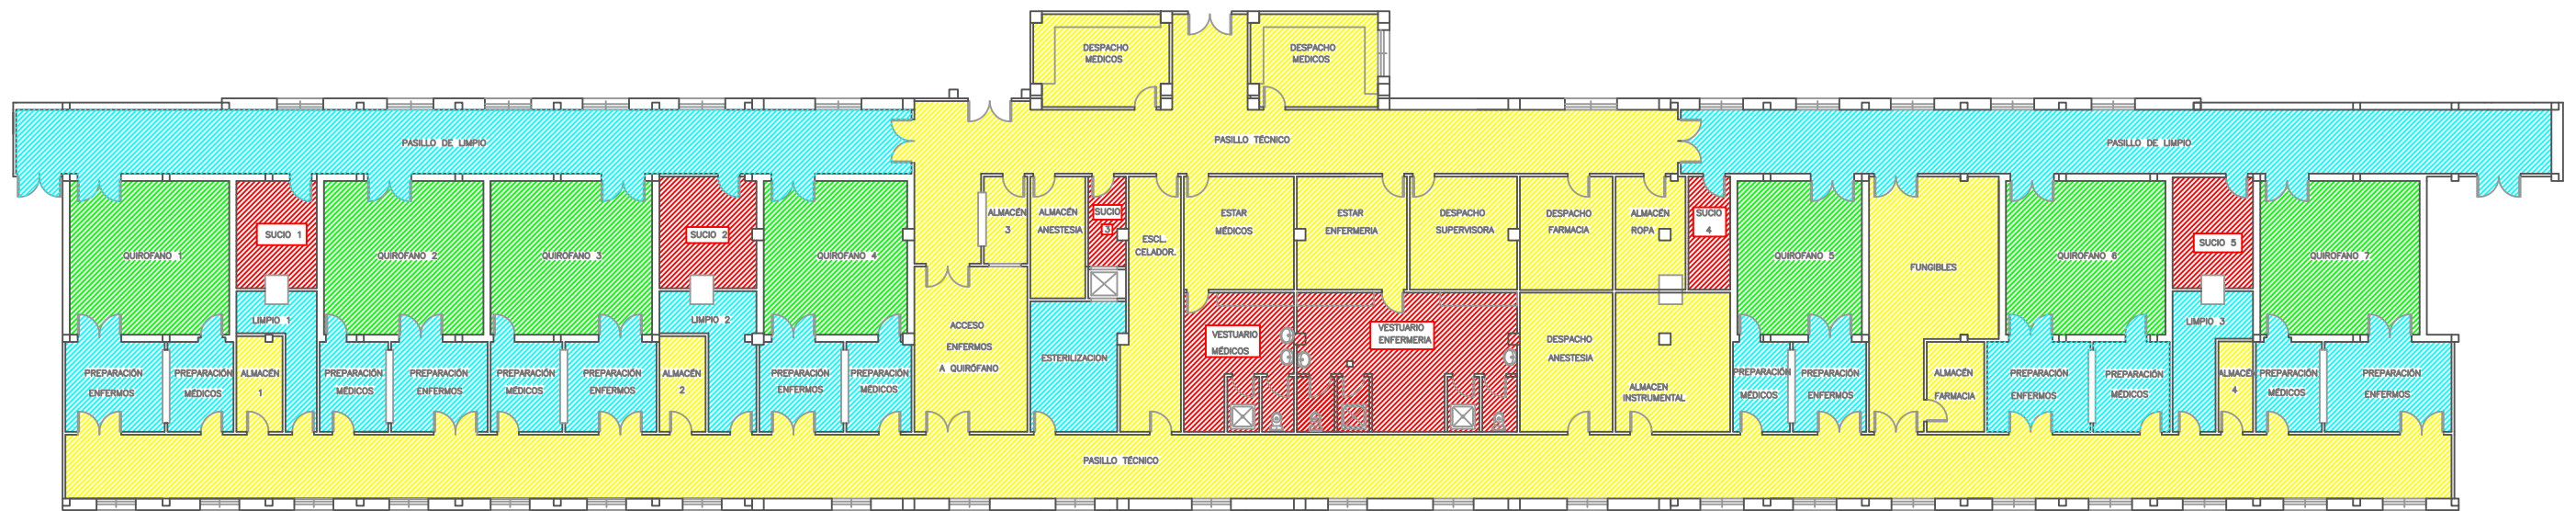 DESPACHO
MEDICOS
DESPACHO
MEDICOS
PASILLO DE LIMPIO
PASILLO TÉCNICO
PASILLO DE LIMPIO
QUIROFANO 1
SUCIO 1
QUIROFANO 2
QUIROFANO 3
SUCIO 2
QUIROFANO 4
ALMACÉN
3
ALMACÉN
ANESTESIA
SUCIO
3
ESCL.
CELADOR.
ESTAR
MÉDICOS
ESTAR
ENFERMERIA
DESPACHO
SUPERVISORA
DESPACHO
FARMACIA
ALMACÉN
ROPA
SUCIO
4
QUIROFANO 5
FUNGIBLES
QUIROFANO 6
SUCIO 5
QUIROFANO 7
LIMPIO 1
LIMPIO 2
ACCESO
ENFERMOS
A QUIRÓFANO
ESTERILIZACIÓN
VESTUARIO
MÉDICOS
VESTUARIO
ENFERMERIA
DESPACHO
ANESTESIA
ALMACEN
INSTRUMENTAL
LIMPIO 3
PREPARACIÓN
ENFERMOS
PREPARACIÓN
MÉDICOS
ALMACÉN
1
PREPARACIÓN
MÉDICOS
PREPARACIÓN
ENFERMOS
PREPARACIÓN
MÉDICOS
PREPARACIÓN
ENFERMOS
ALMACÉN
2
PREPARACIÓN
ENFERMOS
PREPARACIÓN
MÉDICOS
PREPARACIÓN
MÉDICOS
PREPARACIÓN
ENFERMOS
ALMACÉN
FARMACIA
PREPARACIÓN
ENFERMOS
PREPARACIÓN
MÉDICOS
ALMACÉN
4
PREPARACIÓN
MÉDICOS
PREPARACIÓN
ENFERMOS
PASILLO TÉCNICO